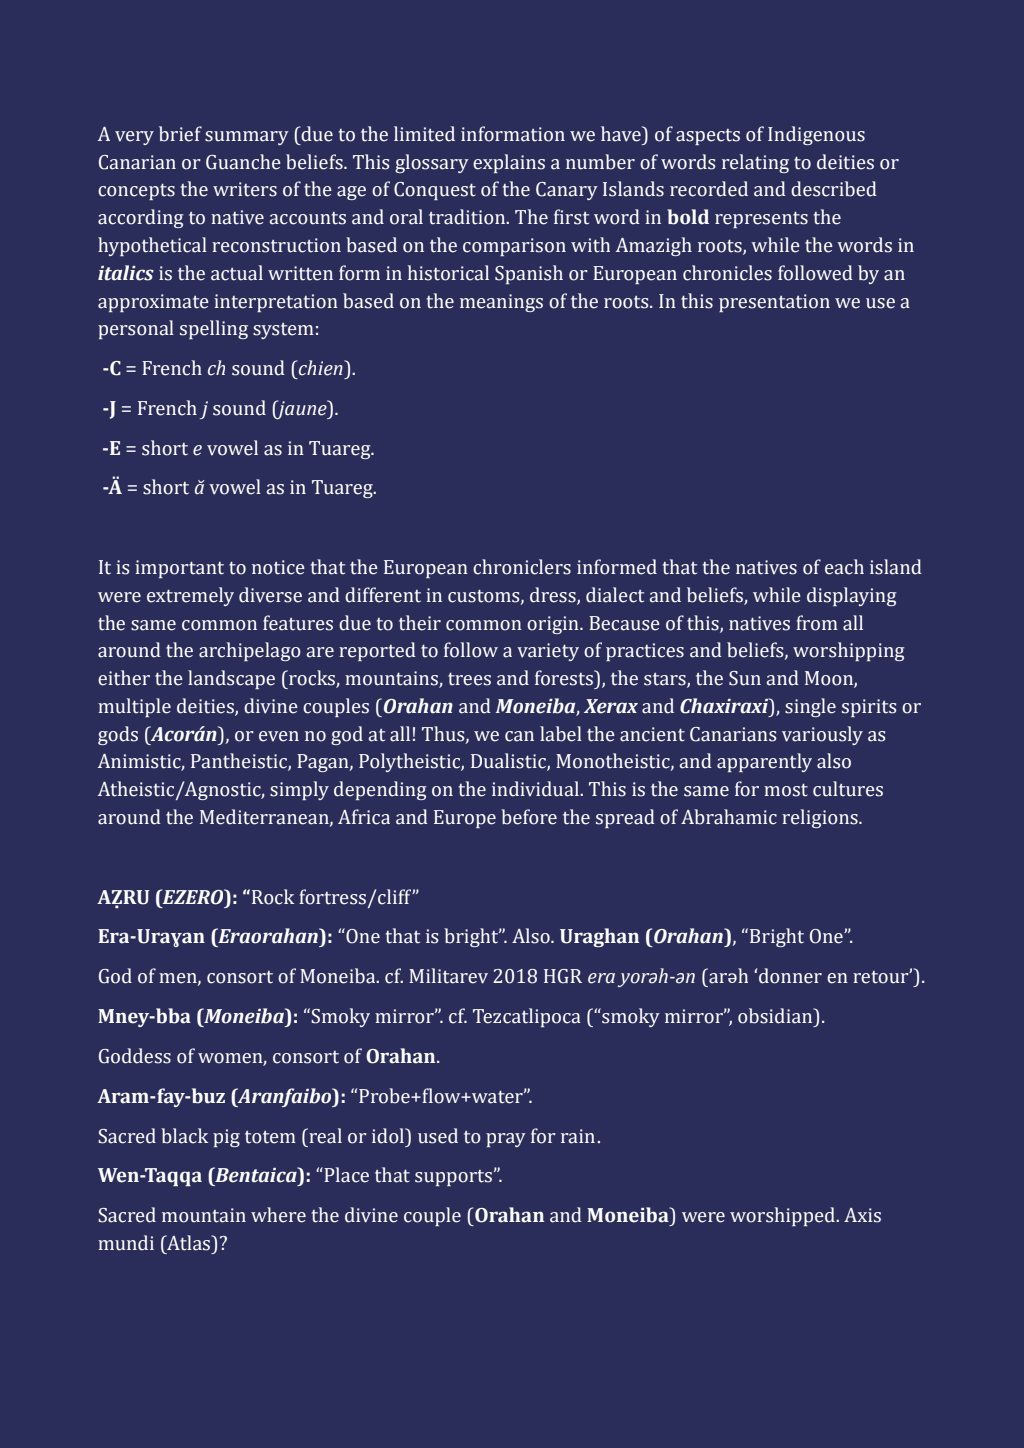 A very brief summary (due to the limited information we have) of aspects of Indigenous
Canarian or Guanche beliefs. This glossary explains a number of words relating to deities or
concepts the writers of the age of Conquest of the Canary Islands recorded and described
according to native accounts and oral tradition. The first word in bold represents the
hypothetical reconstruction based on the comparison with Amazigh roots, while the words in
italics is the actual written form in historical Spanish or European chronicles followed by an
approximate interpretation based on the meanings of the roots. In this presentation we use a
personal spelling system:
-C = French ch sound (chien).
-J = French j sound (jaune).
-E = short e vowel as in Tuareg.
-Ä = short ă vowel as in Tuareg.
It is important to notice that the European chroniclers informed that the natives of each island
were extremely diverse and different in customs, dress, dialect and beliefs, while displaying
the same common features due to their common origin. Because of this, natives from all
around the archipelago are reported to follow a variety of practices and beliefs, worshipping
either the landscape (rocks, mountains, trees and forests), the stars, the Sun and Moon,
multiple deities, divine couples (Orahan and Moneiba, Xerax and Chaxiraxi), single spirits or
gods (Acorán), or even no god at all! Thus, we can label the ancient Canarians variously as
Animistic, Pantheistic, Pagan, Polytheistic, Dualistic, Monotheistic, and apparently also
Atheistic/Agnostic, simply depending on the individual. This is the same for most cultures
around the Mediterranean, Africa and Europe before the spread of Abrahamic religions.
AẒRU (EZERO): “Rock fortress/cliff”
Era-Uraɣan (Eraorahan): “One that is bright”. Also. Uraghan (Orahan), “Bright One”.
God of men, consort of Moneiba. cf. Militarev 2018 HGR era yorəh-ən (arəh ‘donner en retour’).
Mney-bba (Moneiba): “Smoky mirror”. cf. Tezcatlipoca (“smoky mirror”, obsidian).
Goddess of women, consort of Orahan.
Aram-fay-buz (Aranfaibo): “Probe+flow+water”.
Sacred black pig totem (real or idol) used to pray for rain.
Wen-Taqqa (Bentaica): “Place that supports”.
Sacred mountain where the divine couple (Orahan and Moneiba) were worshipped. Axis
mundi (Atlas)?